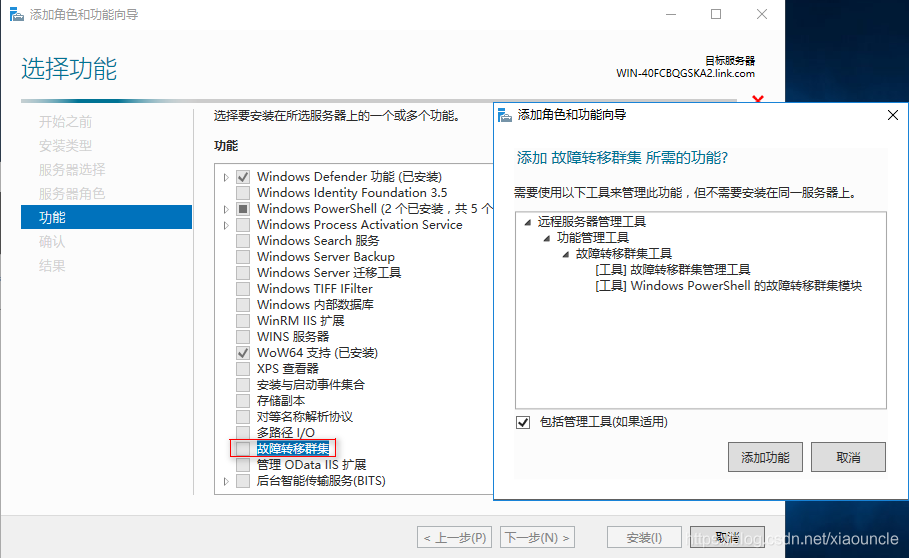 添加角色和功能向导
选择功能
目标服务器
WIN-40FCBQGSKA2.link.com
开始之前
安装类型
服务器选择
服务器角色
功能
确认
结果
选择要安装在所选服务器上的一个或多个功能。
功能
Windows Defender 功能 (已安装)
Windows Identity Foundation 3.5
Windows PowerShell (2 个已安装，共 5 个
Windows Process Activation Service
Windows Search 服务
Windows Server Backup
Windows Server 迁移工具
Windows TIFF IFilter
Windows 内部数据库
WinRM IIS 扩展
WINS 服务器
WoW64 支持 (已安装)
XPS 查看器
安装与启动事件集合
存储副本
对等名称解析协议
多路径 I/O
故障转移群集
管理 OData IIS 扩展
后台智能传输服务(BITS)
< 上一步(P)
下一步(N) >
安装(I)
取消
添加角色和功能向导
添加 故障转移群集 所需的功能?
需要使用以下工具来管理此功能，但不需要安装在同一服务器上。
远程服务器管理工具
功能管理工具
故障转移群集工具
[工具] 故障转移群集管理工具
[工具] Windows PowerShell 的故障转移群集模块
包括管理工具(如果适用)
添加功能
取消
https://blog.csdn.net/xiaouncle